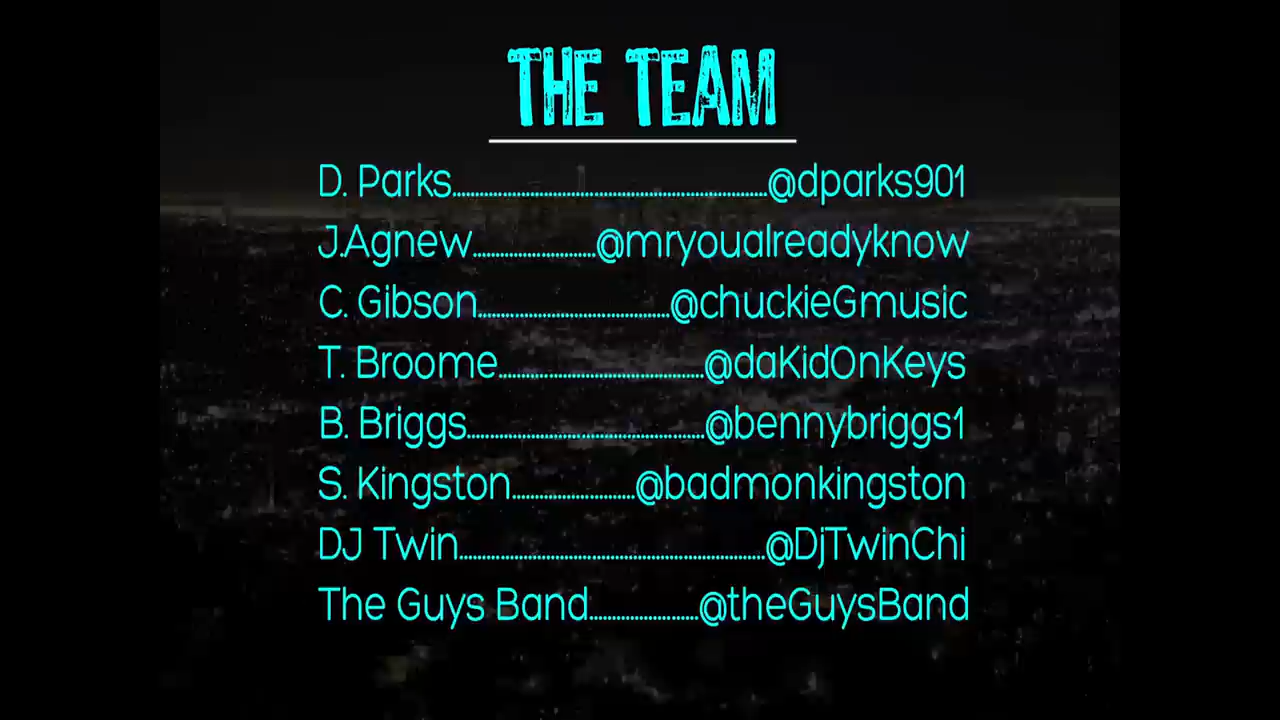 THE TEAM
D. Parks......................................................@dparks901
J.Agnew.....................@mryoualreadyknow
C. Gibson.................................@chuckieGmusic
T. Broome...................................@daKidOnKeys
B. Briggs.........................................@bennybriggs1
S. Kingston.....................@badmonkingston
DJ Twin.....................................................@DjTwinChi
The Guys Band...................@theGuysBand